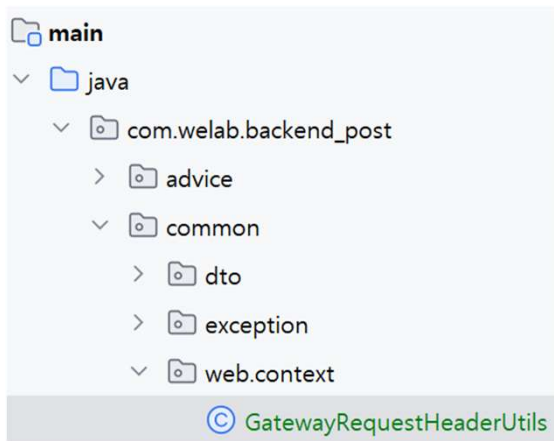 main
java
com.welab.backend_post
advice
common
dto
exception
web.context
GatewayRequestHeaderUtils